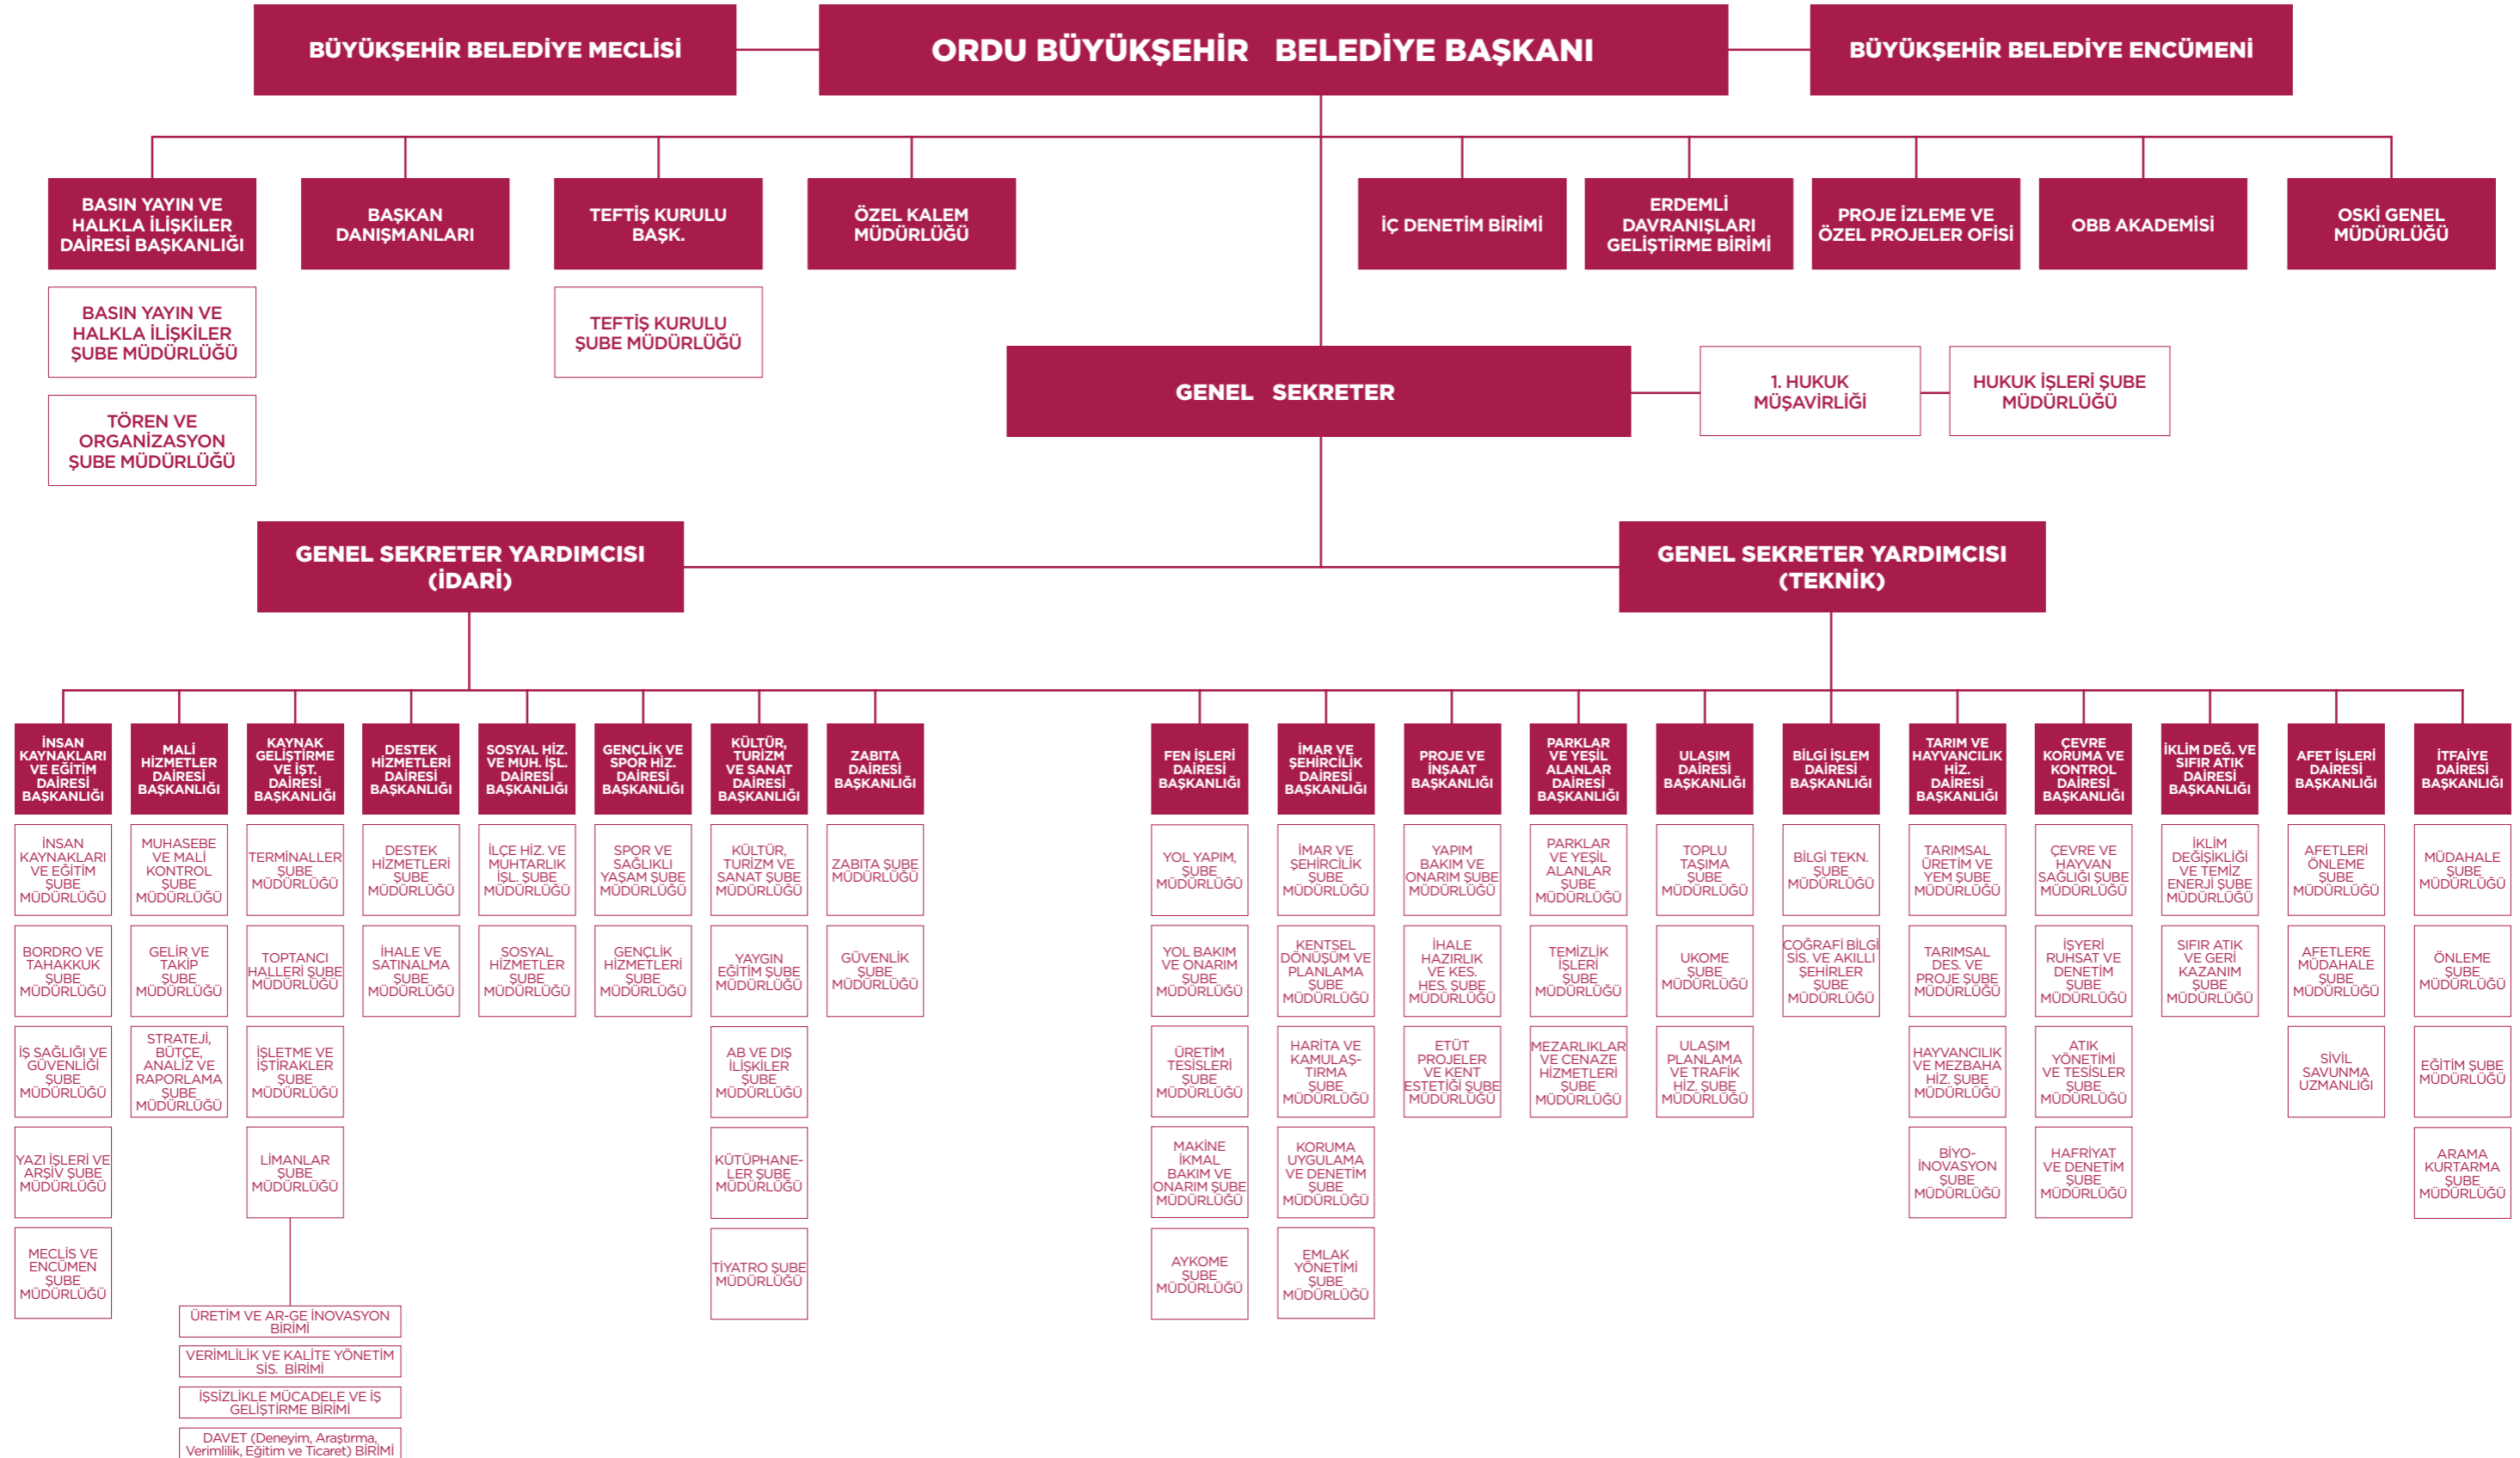 BÜYÜKŞEHİR BELEDİYE MECLİSİ
ORDU BÜYÜKŞEHİR BELEDİYE BAŞKANI
BÜYÜKŞEHİR BELEDİYE ENCÜMENİ
BASIN YAYIN VE
HALKLA İLİŞKİLER
DAİRESİ BAŞKANLIĞI
BAŞKAN
DANIŞMANLARI
TEFTİŞ KURULU
BAŞK.
ÖZEL KALEM
MÜDÜRLÜĞÜ
İÇ DENETİM BİRİMİ
ERDEMLİ
DAVRANIŞLARI
GELİŞTİRME BİRİMİ
PROJE İZLEME VE
ÖZEL PROJELER OFİSİ
OBB AKADEMİSİ
OSKİ GENEL
MÜDÜRLÜĞÜ
BASIN YAYIN VE
HALKLA İLİŞKİLER
ŞUBE MÜDÜRLÜĞÜ
TEFTİŞ KURULU
ŞUBE MÜDÜRLÜĞÜ
TÖREN VE
ORGANİZASYON
ŞUBE MÜDÜRLÜĞÜ
GENEL SEKRETER
1. HUKUK
MÜŞAVİRLİĞİ
HUKUK İŞLERİ ŞUBE
MÜDÜRLÜĞÜ
GENEL SEKRETER YARDIMCISI
(İDARİ)
GENEL SEKRETER YARDIMCISI
(TEKNİK)
İNSAN
KAYNAKLARI
VE EĞİTİM
DAİRESİ
BAŞKANLIĞI
İNSAN
KAYNAKLARI
VE EĞİTİM
ŞUBE
MÜDÜRLÜĞÜ
BORDRO VE
TAHAKKUK
ŞUBE
MÜDÜRLÜĞÜ
İŞ SAĞLIĞI VE
GÜVENLİĞİ
ŞUBE
MÜDÜRLÜĞÜ
YAZI İŞLERİ VE
ARŞİV ŞUBE
MÜDÜRLÜĞÜ
MECLİS VE
ENCÜMEN
ŞUBE
MÜDÜRLÜĞÜ
MALİ
HİZMETLER
DAİRESİ
BAŞKANLIĞI
MUHASEBE
VE MALİ
KONTROL
ŞUBE
MÜDÜRLÜĞÜ
GELİR VE
TAKİP
ŞUBE
MÜDÜRLÜĞÜ
STRATEJİ,
BÜTÇE,
ANALİZ VE
RAPORLAMA
ŞUBE
MÜDÜRLÜĞÜ
KAYNAK
GELİŞTİRME
VE İŞT.
DAİRESİ
BAŞKANLIĞI
TERMİNALLER
ŞUBE
MÜDÜRLÜĞÜ
TOPTANCI
HALLERİ ŞUBE
MÜDÜRLÜĞÜ
İŞLETME VE
İŞTİRAKLER
ŞUBE
MÜDÜRLÜĞÜ
LİMANLAR
ŞUBE
MÜDÜRLÜĞÜ
ÜRETİM VE AR-GE İNOVASYON
BİRİMİ
VERİMLİLİK VE KALİTE YÖNETİM
SİS. BİRİMİ
İŞSİZLİKLE MÜCADELE VE İŞ
GELİŞTİRME BİRİMİ
DAVET (Deneyim, Araştırma,
Verimlilik, Eğitim ve Ticaret) BİRİMİ
DESTEK
HİZMETLERİ
DAİRESİ
BAŞKANLIĞI
DESTEK
HİZMETLERİ
ŞUBE
MÜDÜRLÜĞÜ
İHALE VE
SATINALMA
ŞUBE
MÜDÜRLÜĞÜ
SOSYAL HİZ.
VE MUH. İŞL.
DAİRESİ
BAŞKANLIĞI
İLÇE HİZ. VE
MUHTARLIK
İŞL. ŞUBE
MÜDÜRLÜĞÜ
SOSYAL
HİZMETLER
ŞUBE
MÜDÜRLÜĞÜ
GENÇLİK VE
SPOR HİZ.
DAİRESİ
BAŞKANLIĞI
SPOR VE
SAĞLIKLI
YAŞAM ŞUBE
MÜDÜRLÜĞÜ
GENÇLİK
HİZMETLERİ
ŞUBE
MÜDÜRLÜĞÜ
KÜLTÜR,
TURİZM
VE SANAT
DAİRESİ
BAŞKANLIĞI
KÜLTÜR,
TURİZM VE
SANAT ŞUBE
MÜDÜRLÜĞÜ
YAYGIN
EĞİTİM ŞUBE
MÜDÜRLÜĞÜ
AB VE DIŞ
İLİŞKİLER
ŞUBE
MÜDÜRLÜĞÜ
KÜTÜPHANE-
LER ŞUBE
MÜDÜRLÜĞÜ
TİYATRO ŞUBE
MÜDÜRLÜĞÜ
ZABITA
DAİRESİ
BAŞKANLIĞI
ZABITA ŞUBE
MÜDÜRLÜĞÜ
GÜVENLİK
ŞUBE
MÜDÜRLÜĞÜ
FEN İŞLERİ
DAİRESİ
BAŞKANLIĞI
YOL YAPIM,
ŞUBE
MÜDÜRLÜĞÜ
YOL BAKIM
VE ONARIM
ŞUBE
MÜDÜRLÜĞÜ
ÜRETİM
TESİSLERİ
ŞUBE
MÜDÜRLÜĞÜ
MAKİNE
İKMAL
BAKIM VE
ONARIM ŞUBE
MÜDÜRLÜĞÜ
AYKOME
ŞUBE
MÜDÜRLÜĞÜ
İMAR VE
ŞEHİRCİLİK
DAİRESİ
BAŞKANLIĞI
İMAR VE
ŞEHİRCİLİK
ŞUBE
MÜDÜRLÜĞÜ
KENTSEL
DÖNÜŞÜM VE
PLANLAMA
ŞUBE
MÜDÜRLÜĞÜ
HARİTA VE
KAMULAŞ-
TIRMA
ŞUBE
MÜDÜRLÜĞÜ
KORUMA
UYGULAMA
VE DENETİM
ŞUBE
MÜDÜRLÜĞÜ
EMLAK
YÖNETİMİ
ŞUBE
MÜDÜRLÜĞÜ
PROJE VE
İNŞAAT
BAŞKANLIĞI
YAPIM
BAKIM VE
ONARIM ŞUBE
MÜDÜRLÜĞÜ
İHALE
HAZIRLIK
VE KES.
HES. ŞUBE
MÜDÜRLÜĞÜ
ETÜT
PROJELER
VE KENT
ESTETİĞİ ŞUBE
MÜDÜRLÜĞÜ
PARKLAR
VE YEŞİL
ALANLAR
DAİRESİ
BAŞKANLIĞI
PARKLAR
VE YEŞİL
ALANLAR
ŞUBE
MÜDÜRLÜĞÜ
TEMİZLİK
İŞLERİ
ŞUBE
MÜDÜRLÜĞÜ
MEZARLIKLAR
VE CENAZE
HİZMETLERİ
ŞUBE
MÜDÜRLÜĞÜ
ULAŞIM
DAİRESİ
BAŞKANLIĞI
TOPLU
TAŞIMA
ŞUBE
MÜDÜRLÜĞÜ
UKOME
ŞUBE
MÜDÜRLÜĞÜ
ULAŞIM
PLANLAMA
VE TRAFİK
HİZ. ŞUBE
MÜDÜRLÜĞÜ
BİLGİ İŞLEM
DAİRESİ
BAŞKANLIĞI
BİLGİ TEKN.
ŞUBE
MÜDÜRLÜĞÜ
COĞRAFİ BİLGİ
SİS. VE AKILLI
ŞEHİRLER
ŞUBE
MÜDÜRLÜĞÜ
TARIM VE
HAYVANCILIK
HİZ.
DAİRESİ
BAŞKANLIĞI
TARIMSAL
ÜRETİM VE
YEM ŞUBE
MÜDÜRLÜĞÜ
TARIMSAL
DES. VE
PROJE ŞUBE
MÜDÜRLÜĞÜ
HAYVANCILIK
VE MEZBAHA
HİZ. ŞUBE
MÜDÜRLÜĞÜ
BİYO-
İNOVASYON
ŞUBE
MÜDÜRLÜĞÜ
ÇEVRE
KORUMA VE
KONTROL
DAİRESİ
BAŞKANLIĞI
ÇEVRE VE
HAYVAN
SAĞLIĞI ŞUBE
MÜDÜRLÜĞÜ
İŞYERİ
RUHSAT VE
DENETİM
ŞUBE
MÜDÜRLÜĞÜ
ATIK
YÖNETİMİ
VE TESİSLER
ŞUBE
MÜDÜRLÜĞÜ
HAFRİYAT
VE DENETİM
ŞUBE
MÜDÜRLÜĞÜ
İKLİM DEĞ. VE
SIFIR ATIK
DAİRESİ
BAŞKANLIĞI
İKLİM
DEĞİŞİKLİĞİ
VE TEMİZ
ENERJİ ŞUBE
MÜDÜRLÜĞÜ
SIFIR ATIK
VE GERİ
KAZANIM
ŞUBE
MÜDÜRLÜĞÜ
AFET İŞLERİ
DAİRESİ
BAŞKANLIĞI
AFETLERİ
ÖNLEME
ŞUBE
MÜDÜRLÜĞÜ
AFETLERE
MÜDAHALE
ŞUBE
MÜDÜRLÜĞÜ
SİVİL
SAVUNMA
UZMANLIĞI
İTFAİYE
DAİRESİ
BAŞKANLIĞI
MÜDAHALE
ŞUBE
MÜDÜRLÜĞÜ
ÖNLEME
ŞUBE
MÜDÜRLÜĞÜ
EĞİTİM ŞUBE
MÜDÜRLÜĞÜ
ARAMA
KURTARMA
ŞUBE
MÜDÜRLÜĞÜ